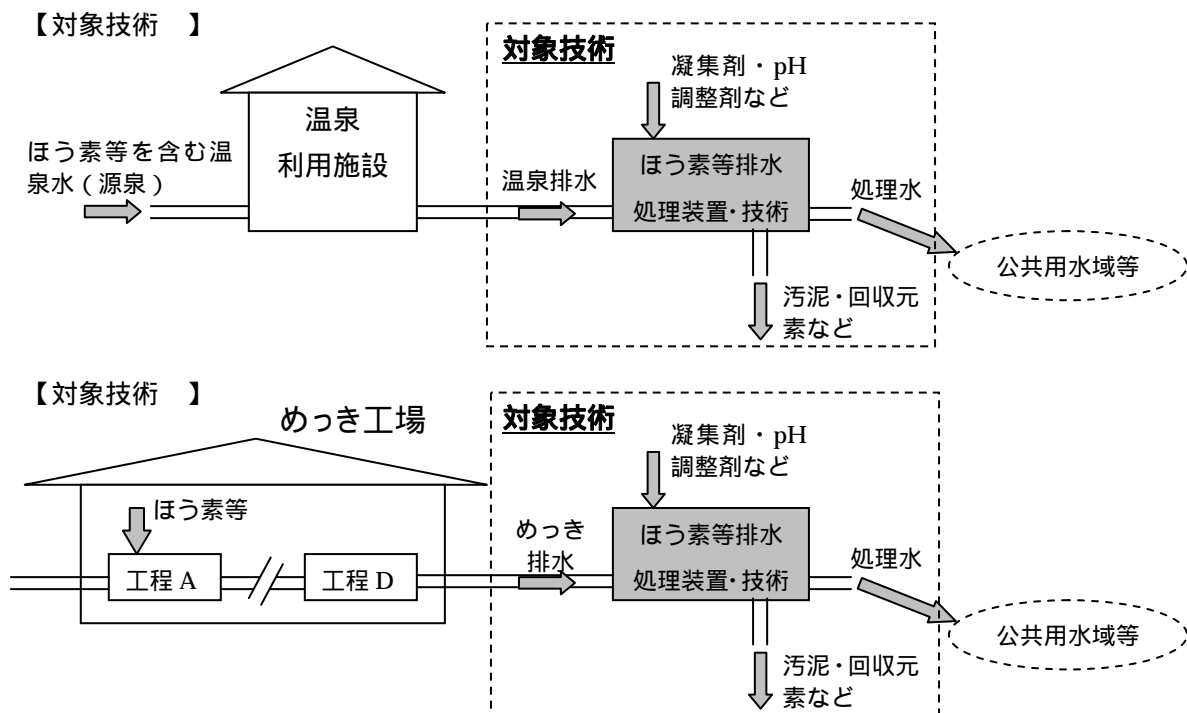 【対象技術　】
対象技術
凝集剤・pH
調整剤など
温泉
利用施設
ほう素等を含む温
泉水(源泉)
温泉排水
ほう素等排水
処理装置・技術
処理水
公共用水域等
汚泥・回収元
素など
【対象技術　】
めっき工場
対象技術
凝集剤・pH
調整剤など
ほう素等
工程 A
工程 D
めっき
排水
ほう素等排水
処理装置・技術
処理水
公共用水域等
汚泥・回収元
素など